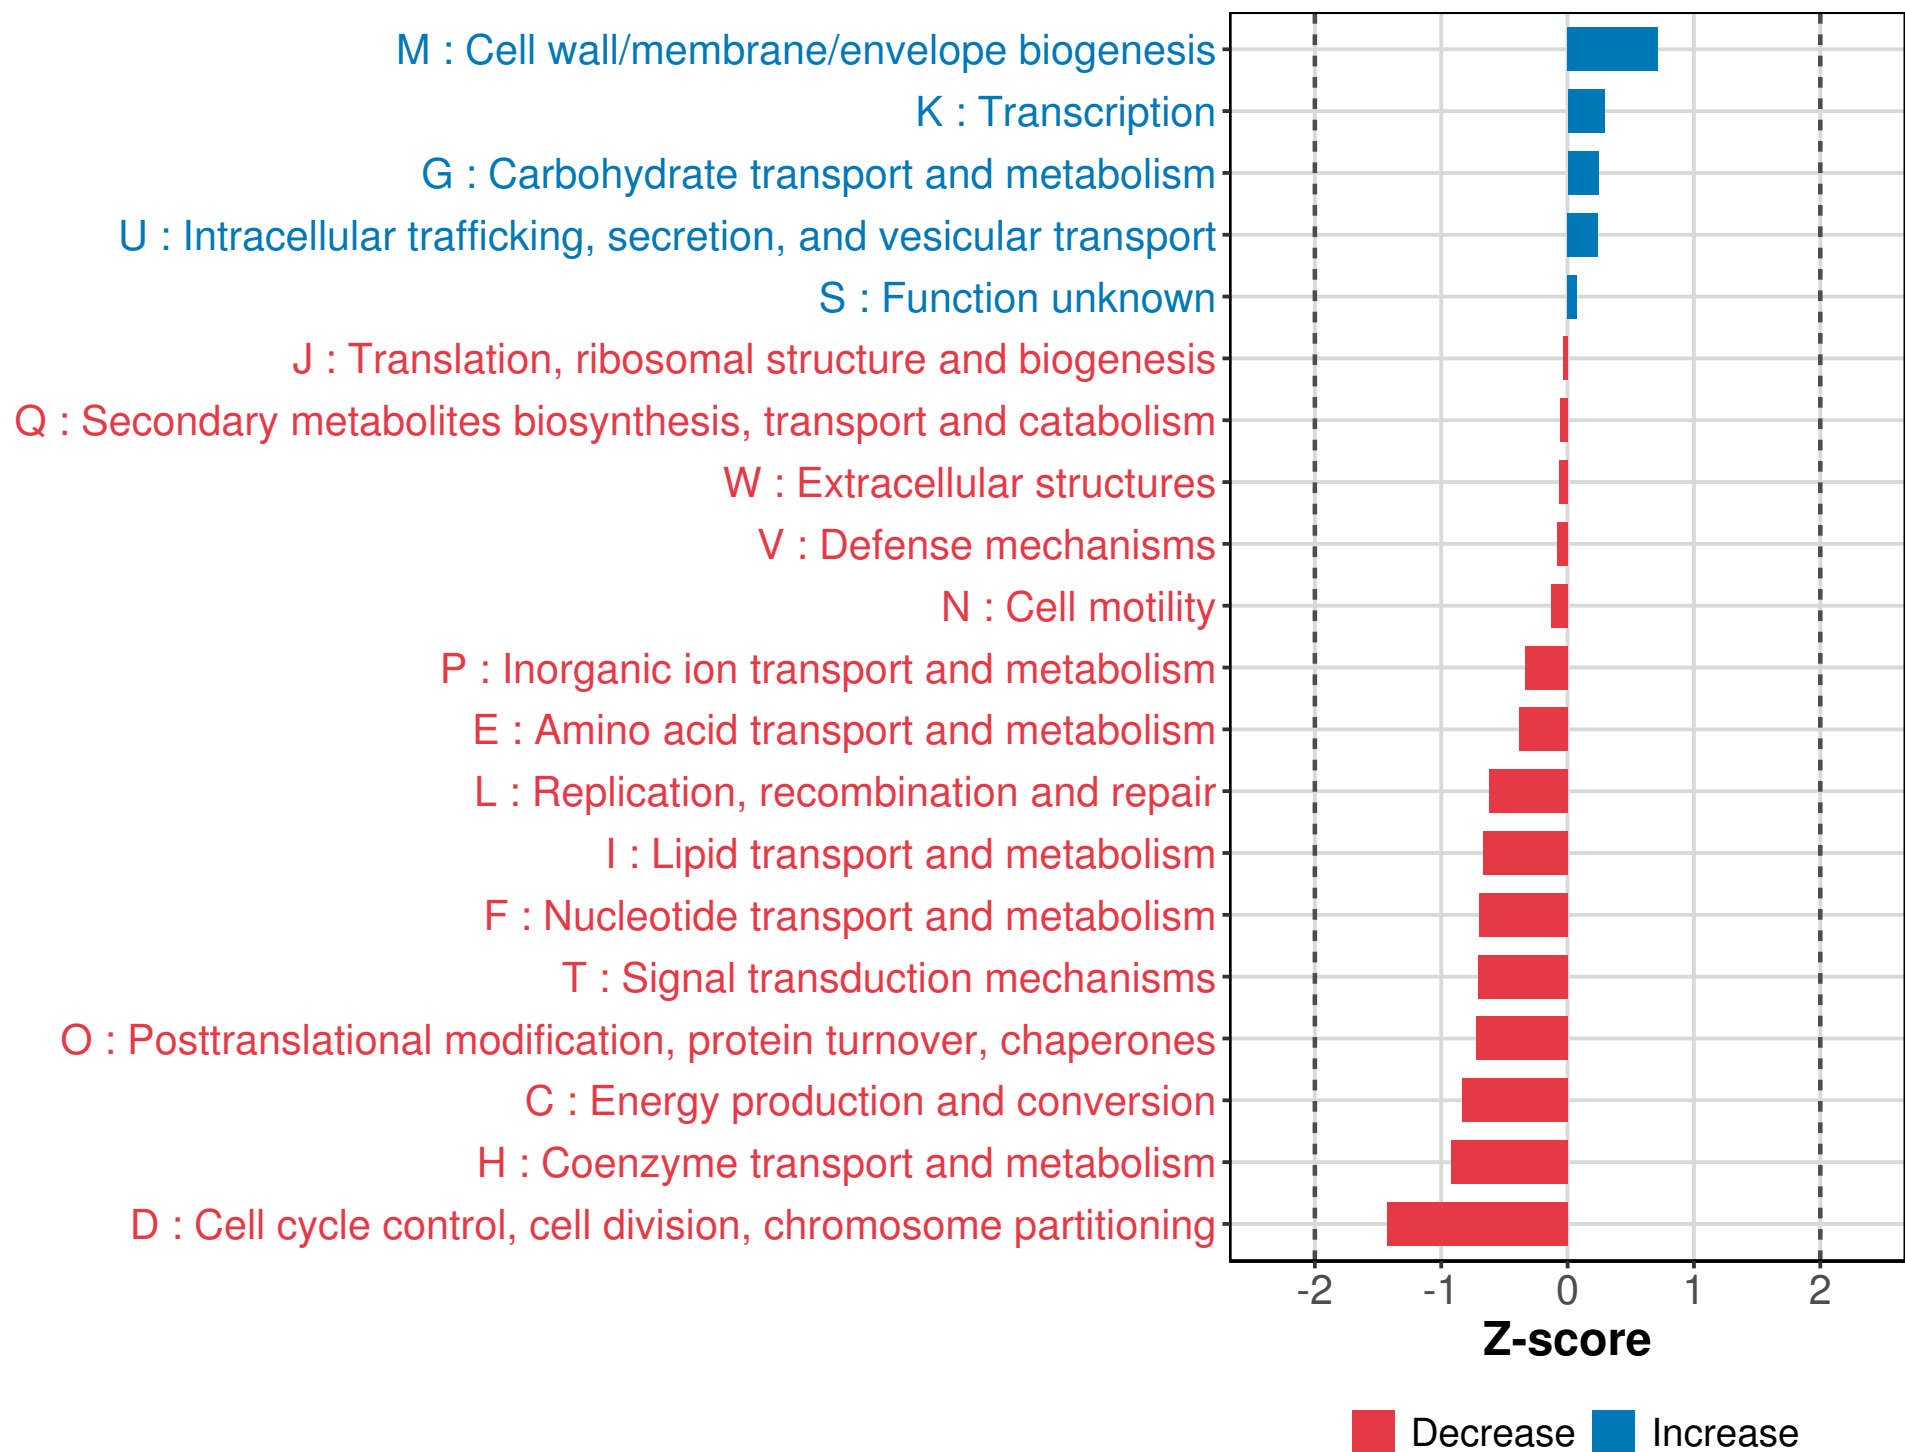 M : Cell wall/membrane/envelope biogenesis
K : Transcription
G : Carbohydrate transport and metabolism
U : Intracellular trafficking, secretion, and vesicular transport
S : Function unknown
J : Translation, ribosomal structure and biogenesis
Q : Secondary metabolites biosynthesis, transport and catabolism
W : Extracellular structures
V : Defense mechanisms
N : Cell motility
P : Inorganic ion transport and metabolism
E : Amino acid transport and metabolism
L : Replication, recombination and repair
I : Lipid transport and metabolism
F : Nucleotide transport and metabolism
T : Signal transduction mechanisms
O : Posttranslational modification, protein turnover, chaperones
C : Energy production and conversion
H : Coenzyme transport and metabolism
D : Cell cycle control, cell division, chromosome partitioning
-2 -1 0 1 2
Z-score
Decrease Increase